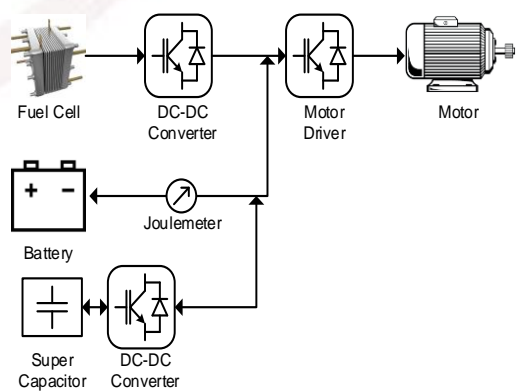 Fuel Cell
DC-DC
Converter
Motor
Driver
Motor
Joulemeter
Battery
Super
Capacitor
DC-DC
Converter